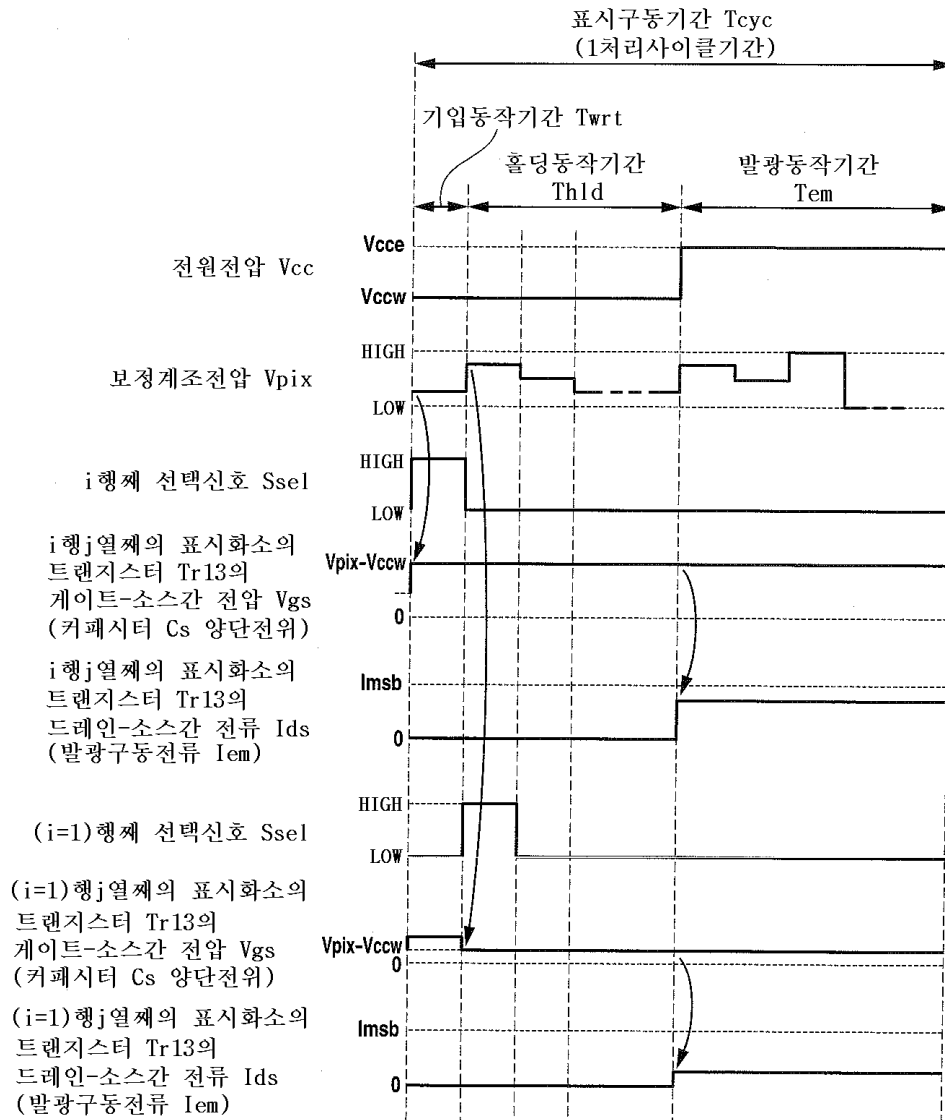 표시구동기간 Tcyc
(1처리사이클기간)
기입동작기간 Twrt
홀딩동작기간
Thld
발광동작기간
Tem
전원전압 Vcc
Vcce
Vccw
보정계조전압 Vpix
HIGH
LOW
i행째 선택신호 Ssel
HIGH
LOW
i행j열째의 표시화소의
트랜지스터 Tr13의
게이트-소스간 전압 Vgs
(커패시터 Cs 양단전위)
Vpix-Vccw
0
i행j열째의 표시화소의
트랜지스터 Tr13의
드레인-소스간 전류 Ids
(발광구동전류 Iem)
Imsb
0
(i=1)행째 선택신호 Ssel
HIGH
LOW
(i=1)행j열째의 표시화소의
트랜지스터 Tr13의
게이트-소스간 전압 Vgs
(커패시터 Cs 양단전위)
Vpix-Vccw
0
(i=1)행j열째의 표시화소의
트랜지스터 Tr13의
드레인-소스간 전류 Ids
(발광구동전류 Iem)
Imsb
0